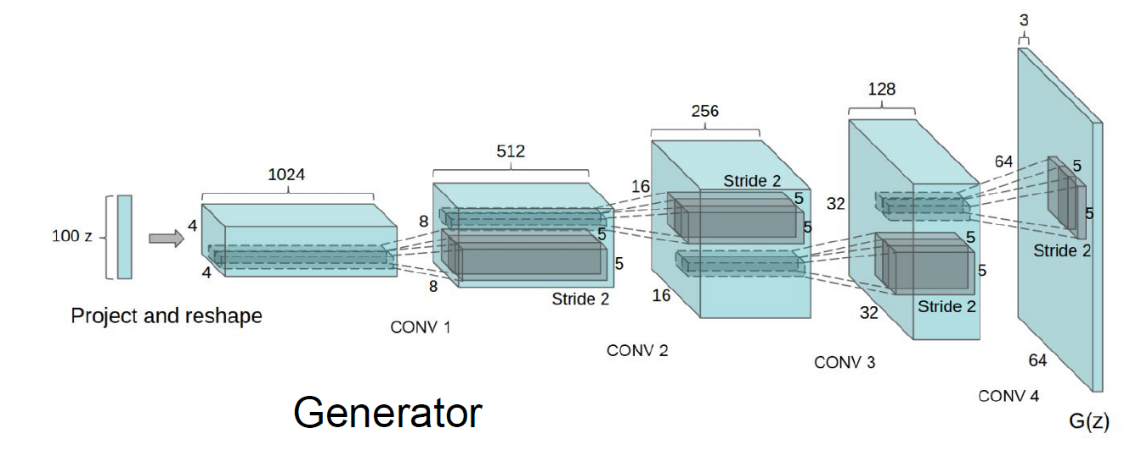 100 z
Project and reshape
4
4
1024
CONV 1
8
8
512
5
5
Stride 2
CONV 2
16
16
256
Stride 2
5
5
CONV 3
32
32
128
5
5
Stride 2
CONV 4
64
64
3
5
5
Stride 2
G(z)
Generator